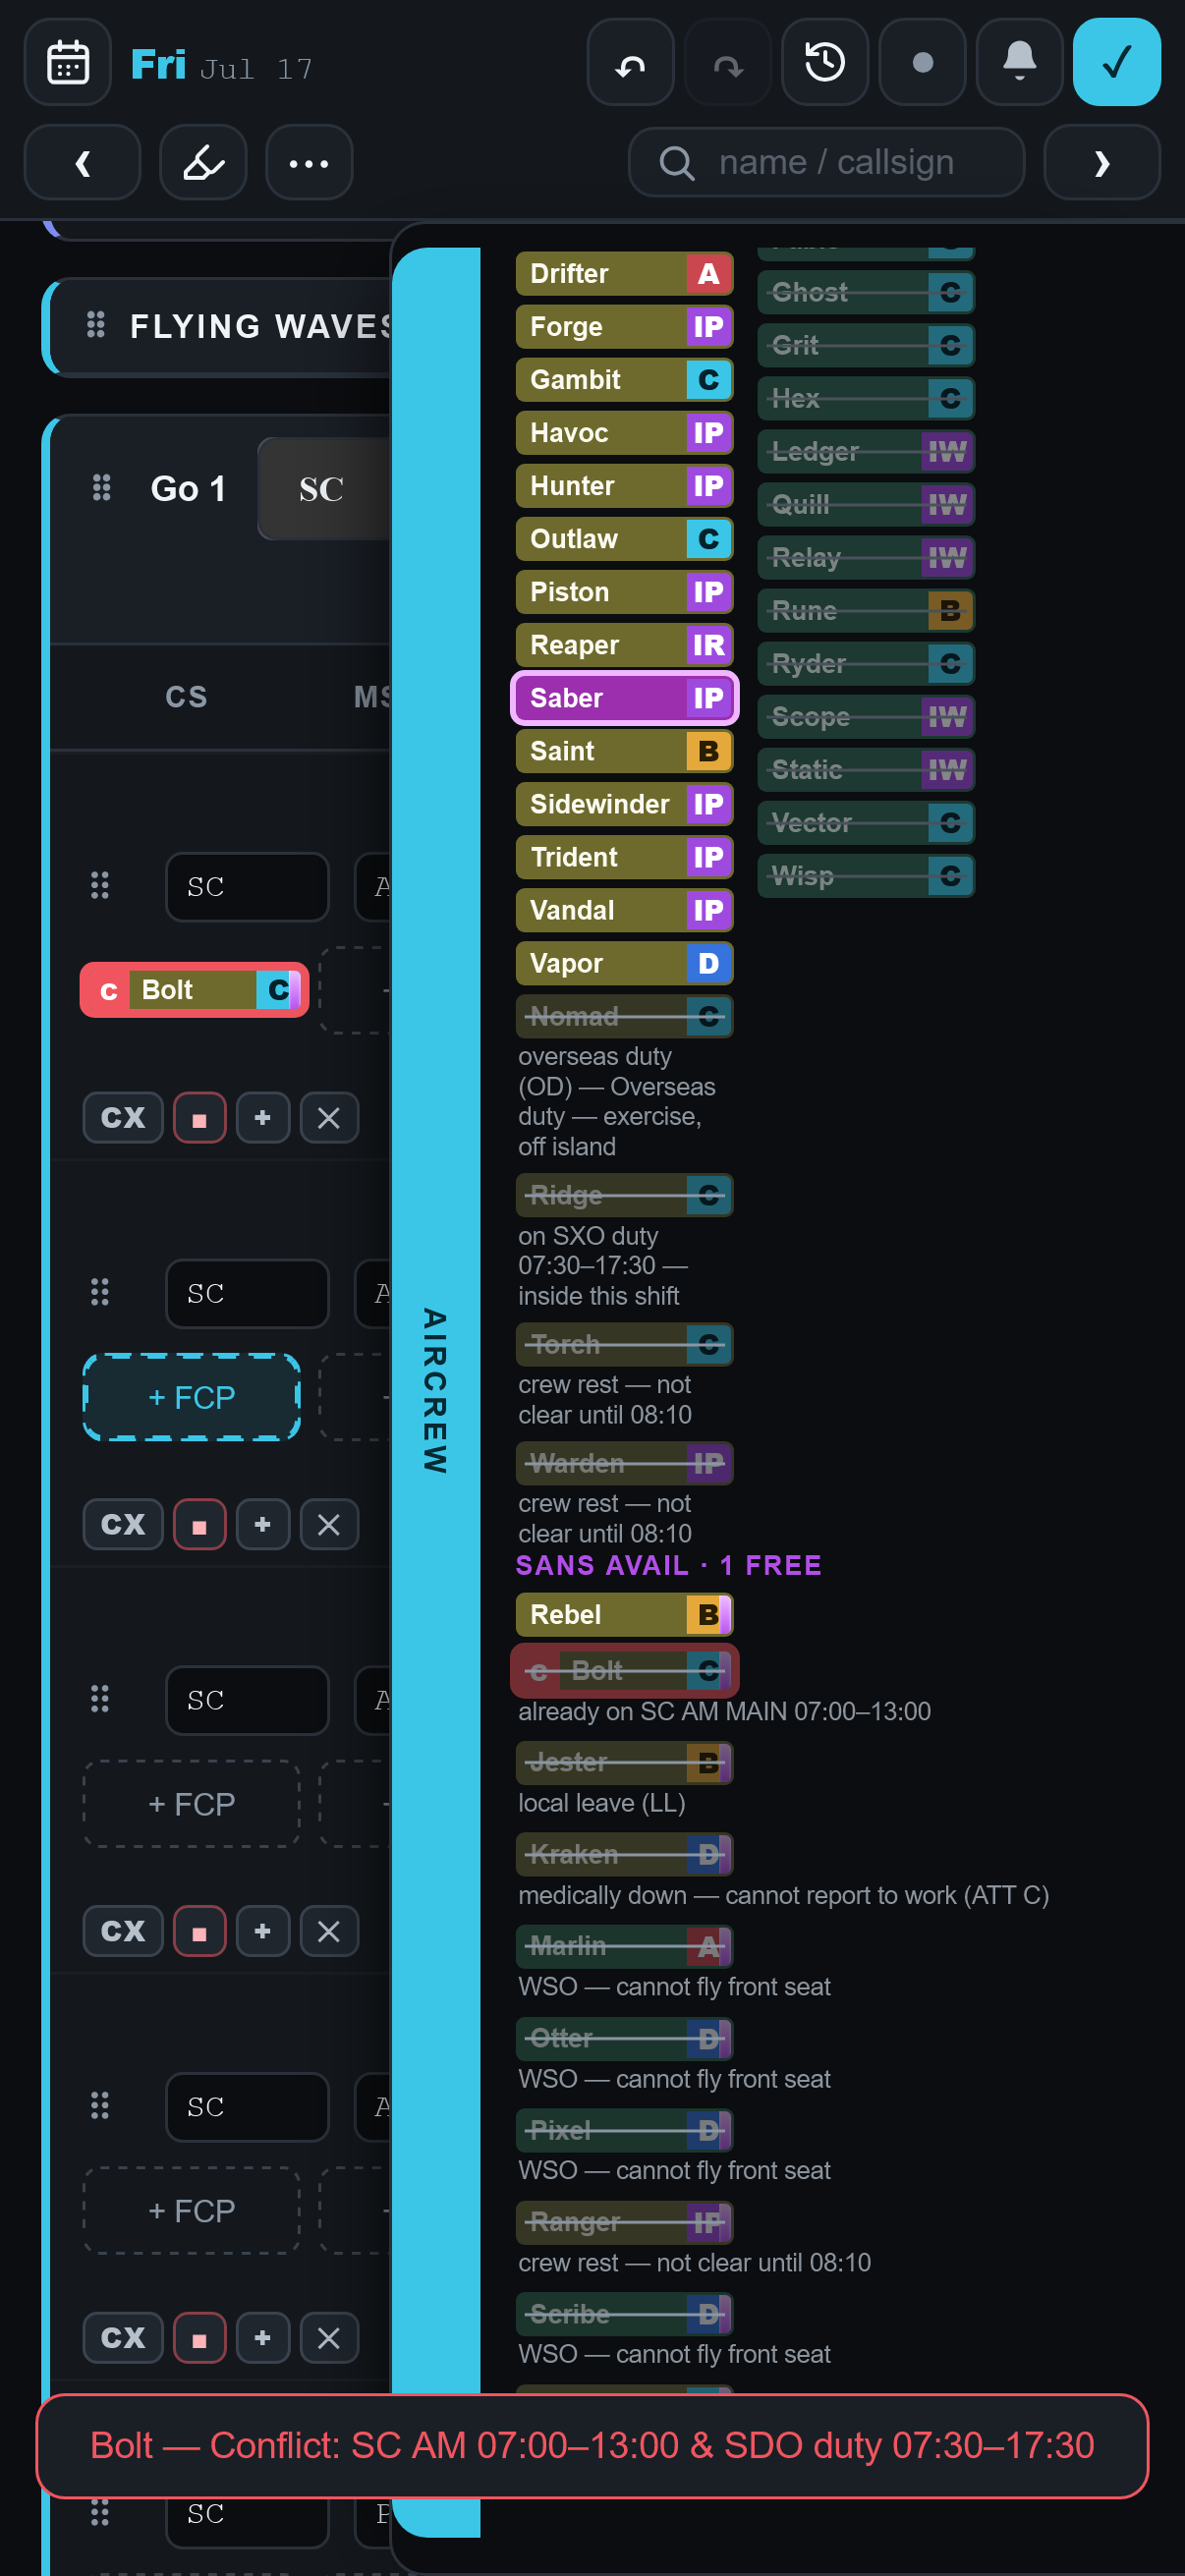 Fri Jul 17
name / callsign
FLYING WAVES
Go 1 SC
CS
SC
c Bolt C
CX + ×
SC
+ FCP
CX + ×
SC
+ FCP
CX + ×
SC
+ FCP
CX + ×
SC
AIRCREW
Drifter A
Forge IP
Gambit C
Havoc IP
Hunter IP
Outlaw C
Piston IP
Reaper IR
Saber IP
Saint B
Sidewinder IP
Trident IP
Vandal IP
Vapor D
Nomad C
overseas duty
(OD) — Overseas
duty — exercise,
off island
Ridge C
on SXO duty
07:30–17:30 —
inside this shift
Torch C
crew rest — not
clear until 08:10
Warden IP
crew rest — not
clear until 08:10
Ghost C
Grit C
Hex C
Ledger IW
Quill IW
Relay IW
Rune B
Ryder C
Scope IW
Static IW
Vector C
Wisp C
SANS AVAIL · 1 FREE
Rebel B
c Bolt C
already on SC AM MAIN 07:00–13:00
Jester B
local leave (LL)
Kraken D
medically down — cannot report to work (ATT C)
Marlin A
WSO — cannot fly front seat
Otter D
WSO — cannot fly front seat
Pixel D
WSO — cannot fly front seat
Ranger IP
crew rest — not clear until 08:10
Scribe D
WSO — cannot fly front seat
Bolt — Conflict: SC AM 07:00–13:00 & SDO duty 07:30–17:30